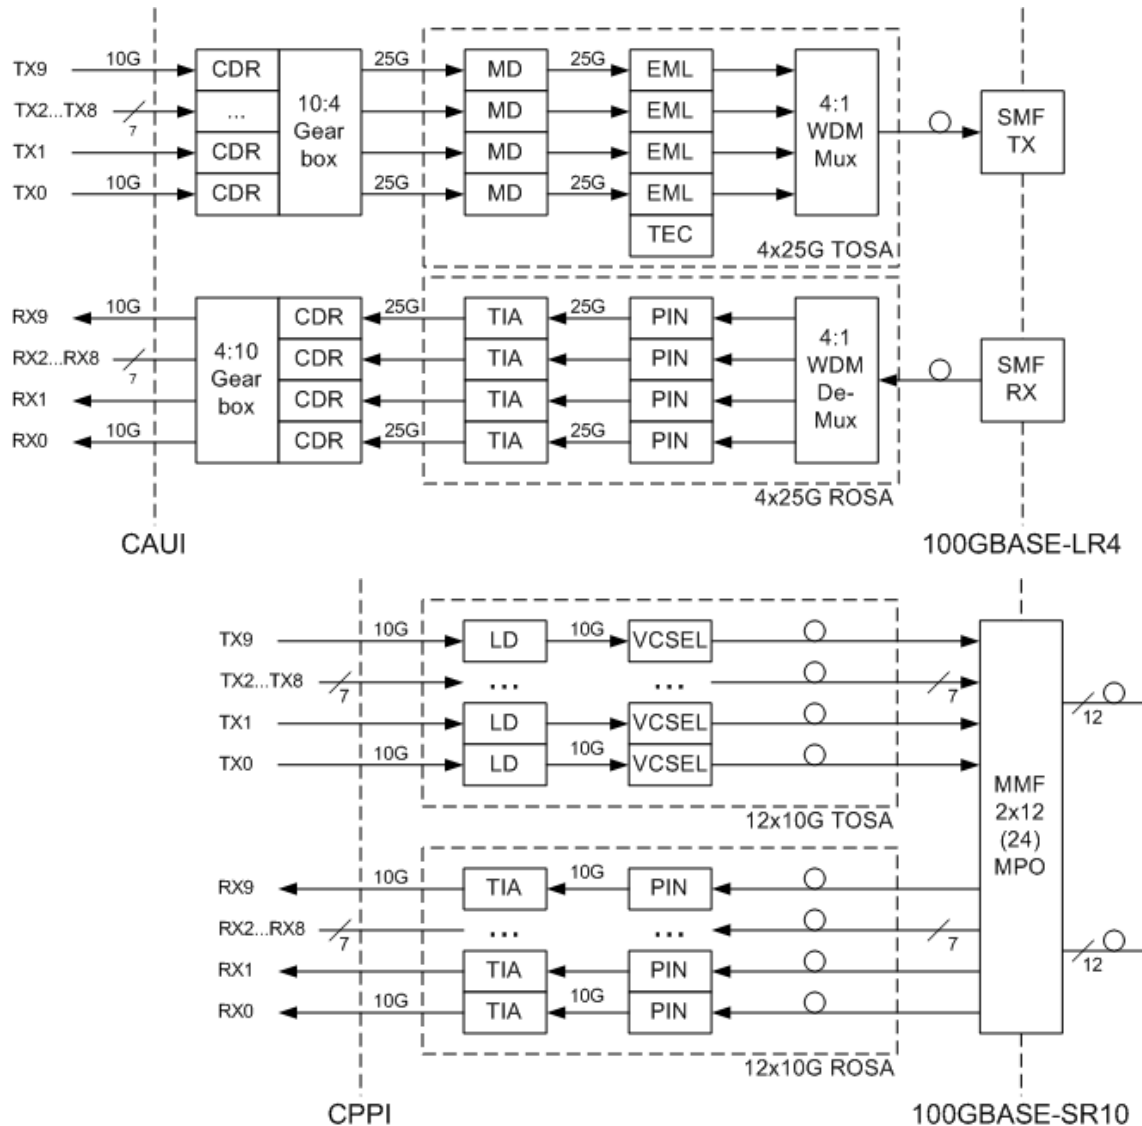 TX9 10G CDR 25G MD 25G EML
TX2...TX8 7 ... MD EML
TX1 CDR MD EML
TX0 10G CDR 25G MD 25G EML
10:4
Gear
box
4:1
WDM
Mux
SMF
TX
TEC
4x25G TOSA
RX9 10G CDR 25G TIA 25G PIN
RX2...RX8 7 CDR TIA PIN
RX1 CDR TIA PIN
RX0 10G CDR 25G TIA 25G PIN
4:10
Gear
box
4:1
WDM
De-
Mux
SMF
RX
4x25G ROSA
CAUI 100GBASE-LR4
TX9 10G LD 10G VCSEL
TX2...TX8 7 ... ... 7
TX1 LD VCSEL
TX0 10G LD 10G VCSEL
12x10G TOSA
12
MMF
2x12
(24)
MPO
RX9 10G TIA 10G PIN
RX2...RX8 7 ... ... 7
RX1 TIA PIN
RX0 10G TIA 10G PIN
12
12x10G ROSA
CPPI 100GBASE-SR10